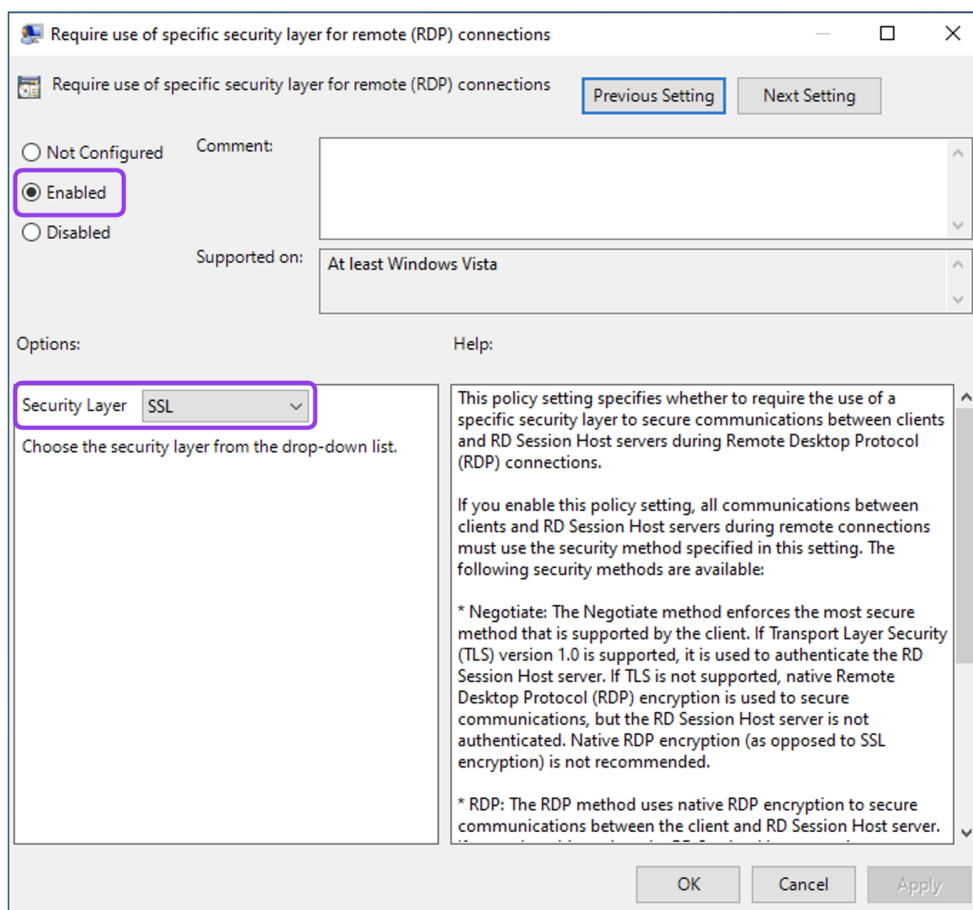 Require use of specific security layer for remote (RDP) connections
Require use of specific security layer for remote (RDP) connections
Previous Setting
Next Setting
Not Configured
Comment:
Enabled
Disabled
Supported on:
At least Windows Vista
Options:
Help:
Security Layer
SSL
Choose the security layer from the drop-down list.
This policy setting specifies whether to require the use of a
specific security layer to secure communications between clients
and RD Session Host servers during Remote Desktop Protocol
(RDP) connections.
If you enable this policy setting, all communications between
clients and RD Session Host servers during remote connections
must use the security method specified in this setting. The
following security methods are available:
* Negotiate: The Negotiate method enforces the most secure
method that is supported by the client. If Transport Layer Security
(TLS) version 1.0 is supported, it is used to authenticate the RD
Session Host server. If TLS is not supported, native Remote
Desktop Protocol (RDP) encryption is used to secure
communications, but the RD Session Host server is not
authenticated. Native RDP encryption (as opposed to SSL
encryption) is not recommended.
* RDP: The RDP method uses native RDP encryption to secure
communications between the client and RD Session Host server.
OK
Cancel
Apply